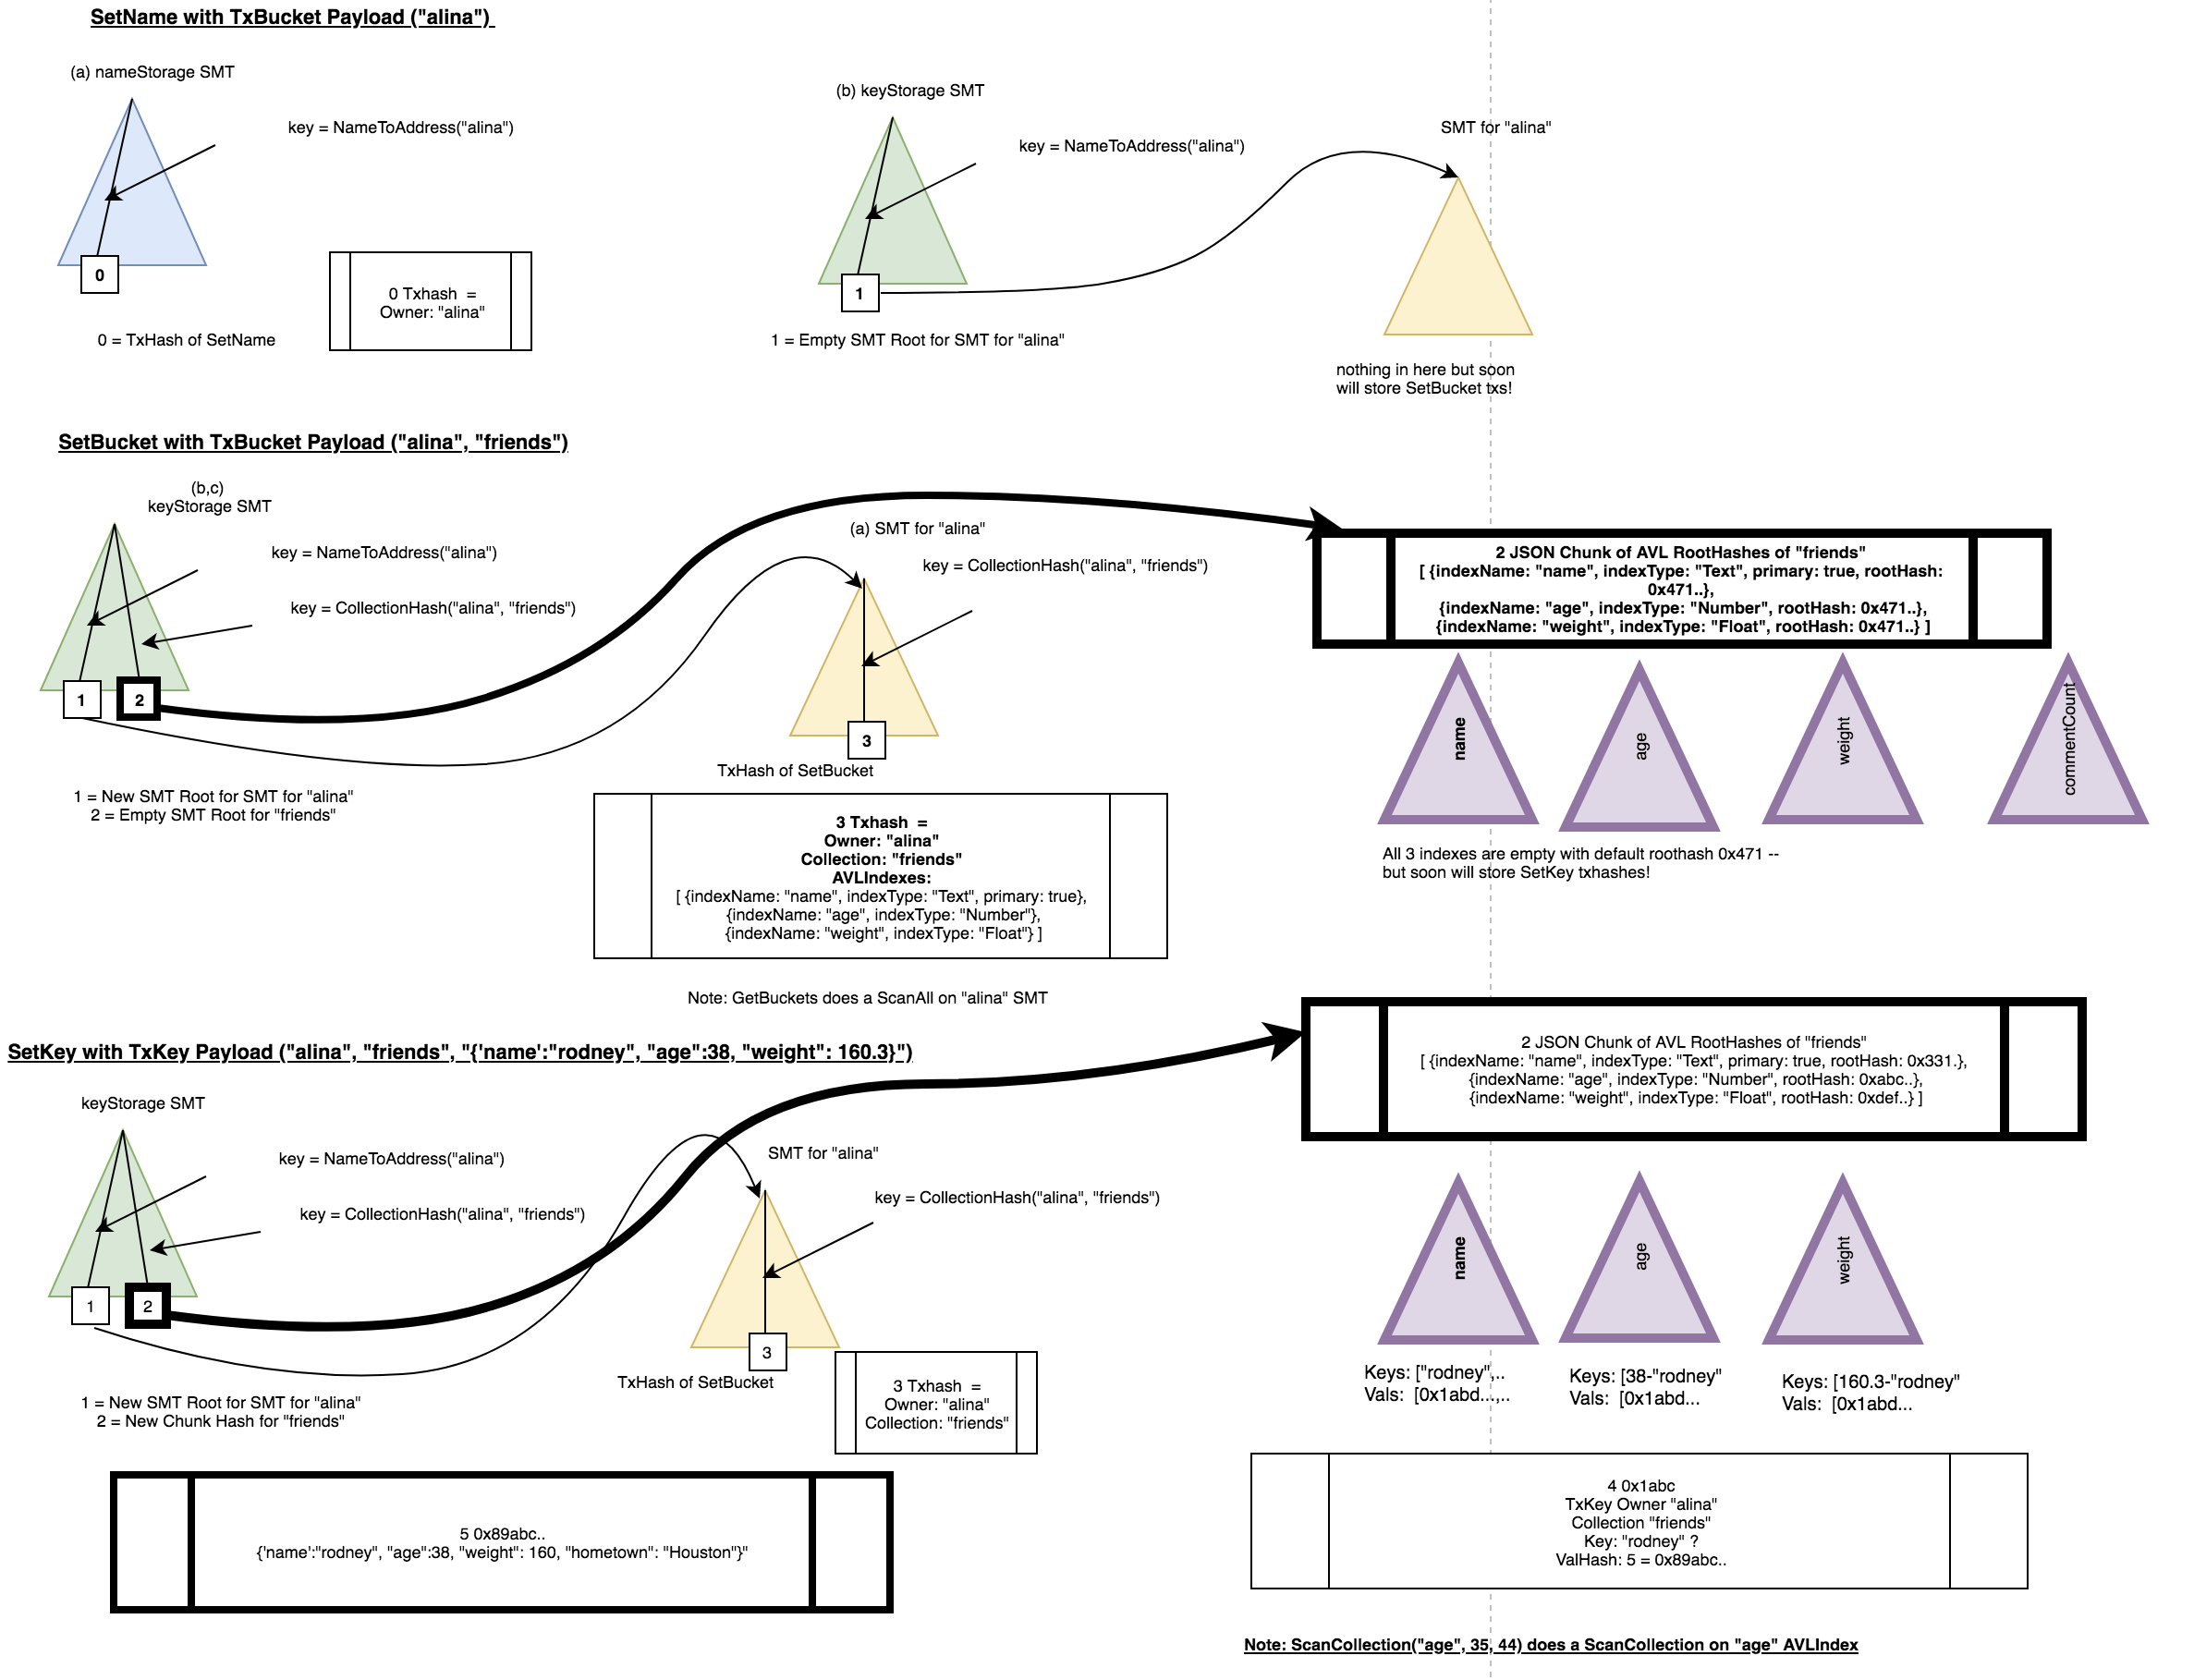 SetName with TxBucket Payload ("alina")
(a) nameStorage SMT
key = NameToAddress("alina")
0
0 Txhash =
Owner: "alina"
0 = TxHash of SetName
(b) keyStorage SMT
key = NameToAddress("alina")
1
1 = Empty SMT Root for SMT for "alina"
SMT for "alina"
nothing in here but soon
will store SetBucket txs!
SetBucket with TxBucket Payload ("alina", "friends")
(b,c)
keyStorage SMT
key = NameToAddress("alina")
key = CollectionHash("alina", "friends")
1
2
1 = New SMT Root for SMT for "alina"
2 = Empty SMT Root for "friends"
(a) SMT for "alina"
key = CollectionHash("alina", "friends")
3
TxHash of SetBucket
3 Txhash =
Owner: "alina"
Collection: "friends"
AVLIndexes:
[ {indexName: "name", indexType: "Text", primary: true},
{indexName: "age", indexType: "Number"},
{indexName: "weight", indexType: "Float"} ]
Note: GetBuckets does a ScanAll on "alina" SMT
2 JSON Chunk of AVL RootHashes of "friends"
[ {indexName: "name", indexType: "Text", primary: true, rootHash:
0x471..},
{indexName: "age", indexType: "Number", rootHash: 0x471..},
{indexName: "weight", indexType: "Float", rootHash: 0x471..} ]
name
age
weight
commentCount
All 3 indexes are empty with default roothash 0x471 --
but soon will store SetKey txhashes!
SetKey with TxKey Payload ("alina", "friends", "{'name':"rodney", "age":38, "weight": 160.3}")
keyStorage SMT
key = NameToAddress("alina")
key = CollectionHash("alina", "friends")
1
2
1 = New SMT Root for SMT for "alina"
2 = New Chunk Hash for "friends"
SMT for "alina"
key = CollectionHash("alina", "friends")
3
TxHash of SetBucket
3 Txhash =
Owner: "alina"
Collection: "friends"
5 0x89abc..
{'name':"rodney", "age":38, "weight": 160, "hometown": "Houston"}"
2 JSON Chunk of AVL RootHashes of "friends"
[ {indexName: "name", indexType: "Text", primary: true, rootHash: 0x331.},
{indexName: "age", indexType: "Number", rootHash: 0xabc..},
{indexName: "weight", indexType: "Float", rootHash: 0xdef..} ]
name
age
weight
Keys: ["rodney",..
Vals: [0x1abd...,..
Keys: [38-"rodney"
Vals: [0x1abd...
Keys: [160.3-"rodney"
Vals: [0x1abd...
4 0x1abc
TxKey Owner "alina"
Collection "friends"
Key: "rodney" ?
ValHash: 5 = 0x89abc..
Note: ScanCollection("age", 35, 44) does a ScanCollection on "age" AVLIndex